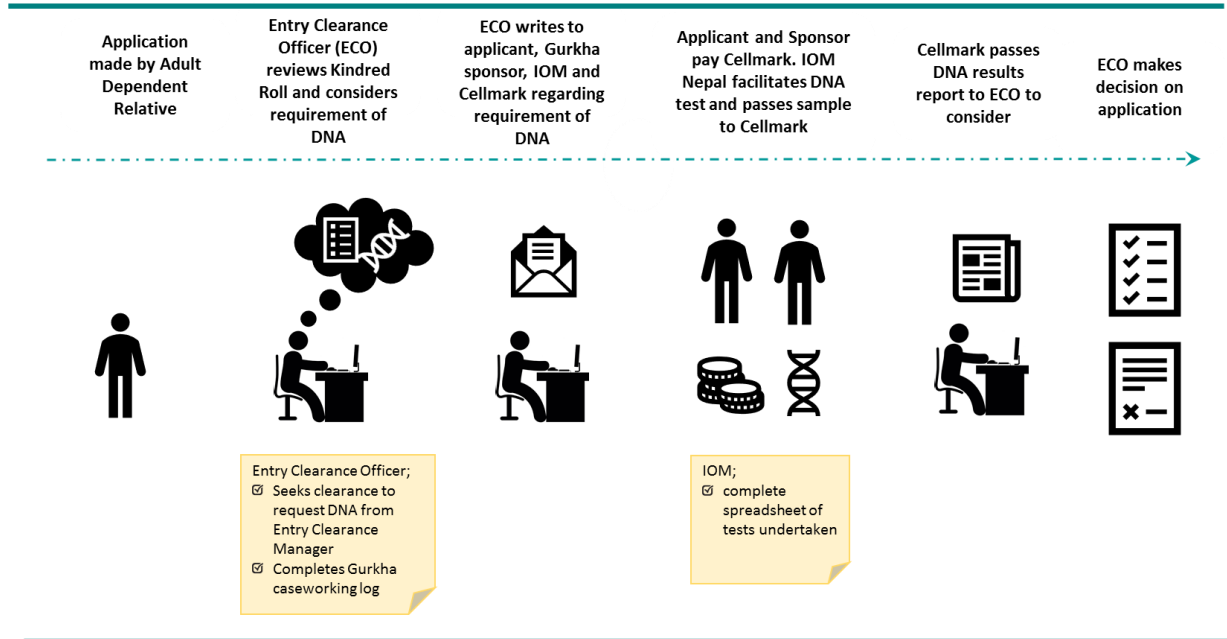 Application
made by Adult
Dependent
Relative
Entry Clearance
Officer (ECO)
reviews Kindred
Roll and considers
requirement of
DNA
ECO writes to
applicant, Gurkha
sponsor, IOM and
Cellmark regarding
requirement of
DNA
Applicant and Sponsor
pay Cellmark. IOM
Nepal facilitates DNA
test and passes sample
to Cellmark
Cellmark passes
DNA results
report to ECO to
consider
ECO makes
decision on
application
Entry Clearance Officer;
Seeks clearance to
request DNA from
Entry Clearance
Manager
Completes Gurkha
caseworking log
IOM;
complete
spreadsheet of
tests undertaken